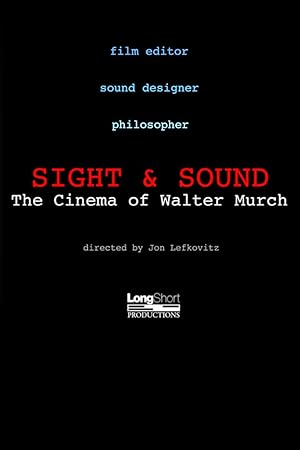 film editor
sound designer
philosopher
SIGHT & SOUND
The Cinema of Walter Murch
directed by Jon Lefkovitz
LongShort
PRODUCTIONS